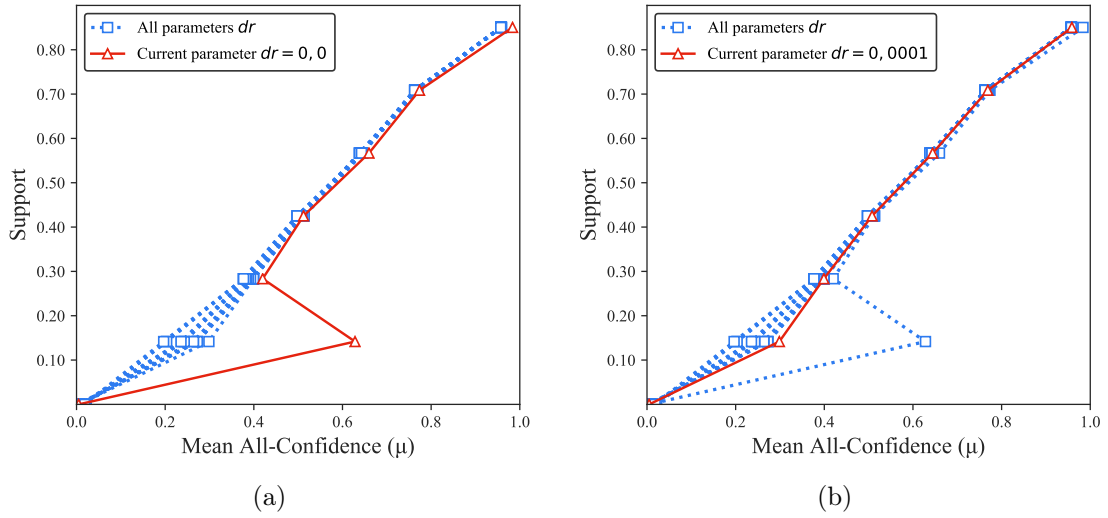 All parameters dr
Current parameter dr = 0, 0
0.80
0.70
0.60
0.50
0.40
0.30
0.20
0.10
Support
0.0
0.2
0.4
0.6
0.8
1.0
Mean All-Confidence (μ)
(a)
All parameters dr
Current parameter dr = 0, 0001
0.80
0.70
0.60
0.50
0.40
0.30
0.20
0.10
Support
0.0
0.2
0.4
0.6
0.8
1.0
Mean All-Confidence (μ)
(b)